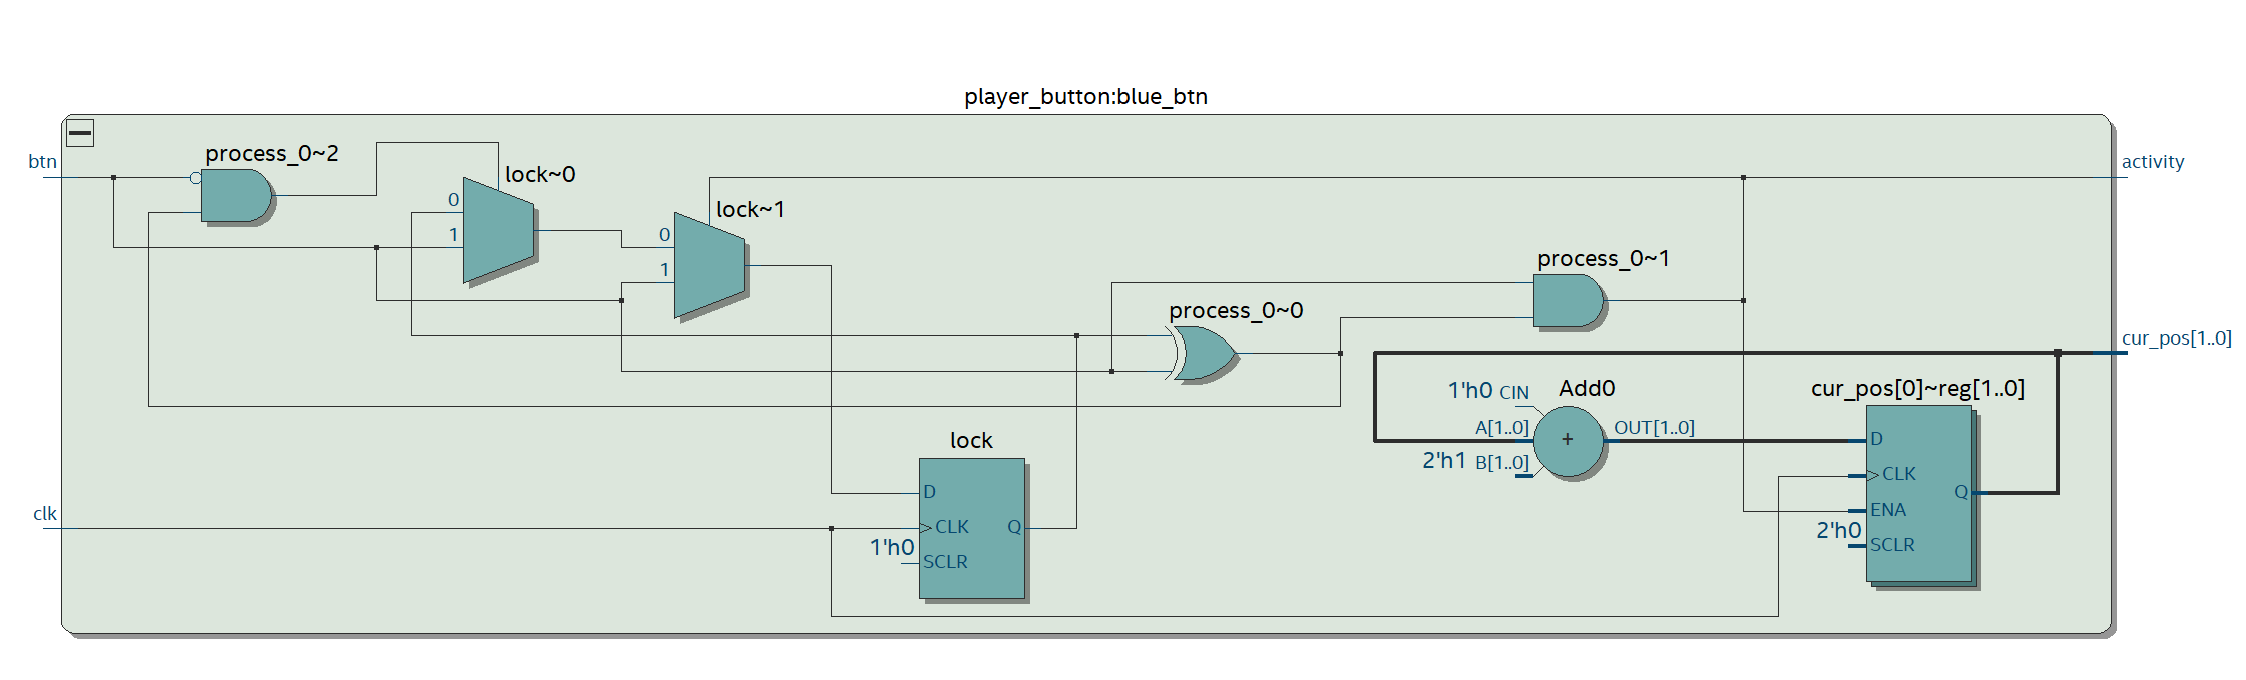 player_button:blue_btn
btn
process_0~2
activity
lock~0
0
1
lock~1
0
1
process_0~1
process_0~0
cur_pos[1..0]
1'h0 CIN
Add0
cur_pos[0]~reg[1..0]
A[1..0]
+
OUT[1..0]
2'h1 B[1..0]
D
CLK
ENA
2'h0
SCLR
Q
lock
clk
D
CLK
Q
1'h0
SCLR